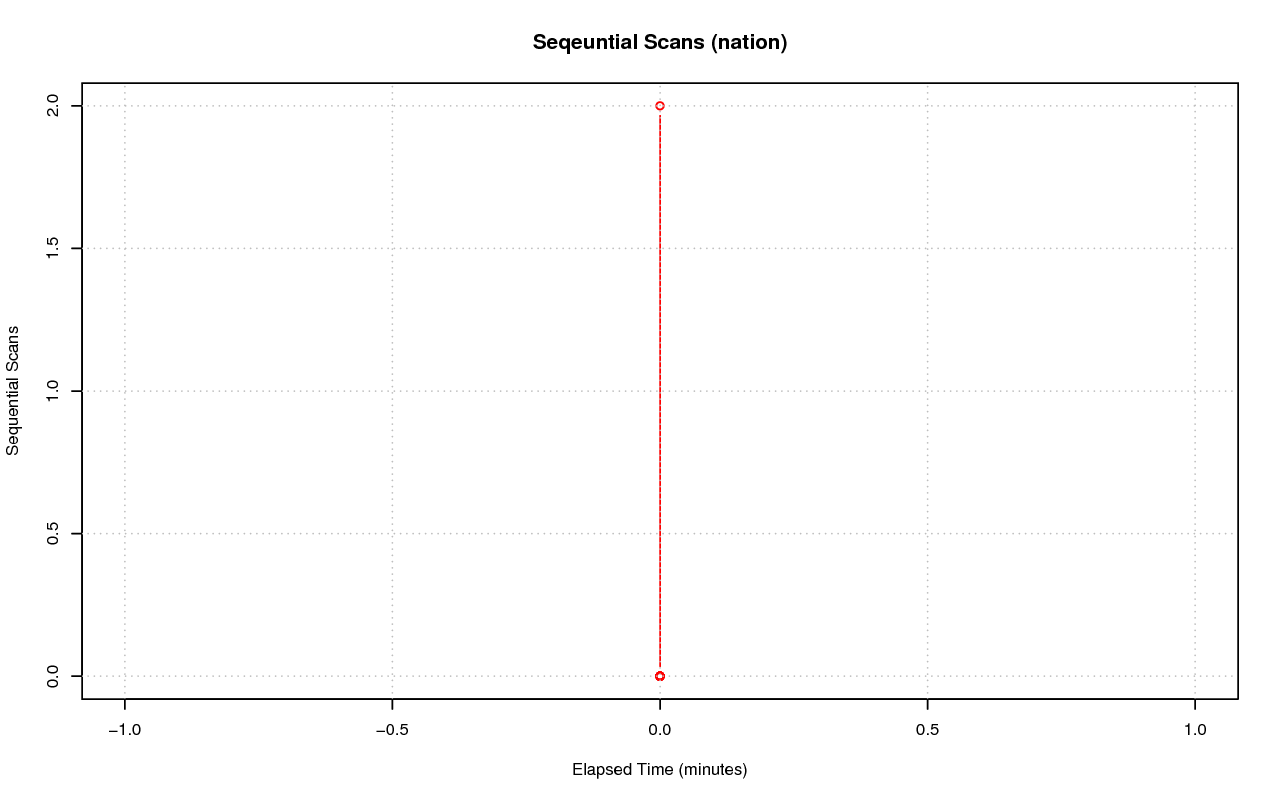 Seqeuntial Scans (nation)
Sequential Scans
2.0
1.5
1.0
0.5
0.0
−1.0 −0.5 0.0 0.5 1.0
Elapsed Time (minutes)